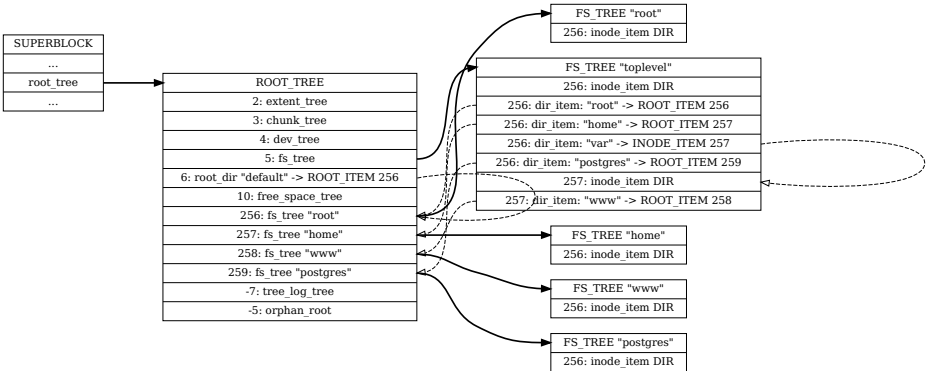 SUPERBLOCK
...
root_tree
...
ROOT_TREE
2: extent_tree
3: chunk_tree
4: dev_tree
5: fs_tree
6: root_dir "default" -> ROOT_ITEM 256
10: free_space_tree
256: fs_tree "root"
257: fs_tree "home"
258: fs_tree "www"
259: fs_tree "postgres"
-7: tree_log_tree
-5: orphan_root
FS_TREE "root"
256: inode_item DIR
FS_TREE "toplevel"
256: inode_item DIR
256: dir_item: "root" -> ROOT_ITEM 256
256: dir_item: "home" -> ROOT_ITEM 257
256: dir_item: "var" -> INODE_ITEM 257
256: dir_item: "postgres" -> ROOT_ITEM 259
257: inode_item DIR
257: dir_item: "www" -> ROOT_ITEM 258
FS_TREE "home"
256: inode_item DIR
FS_TREE "www"
256: inode_item DIR
FS_TREE "postgres"
256: inode_item DIR